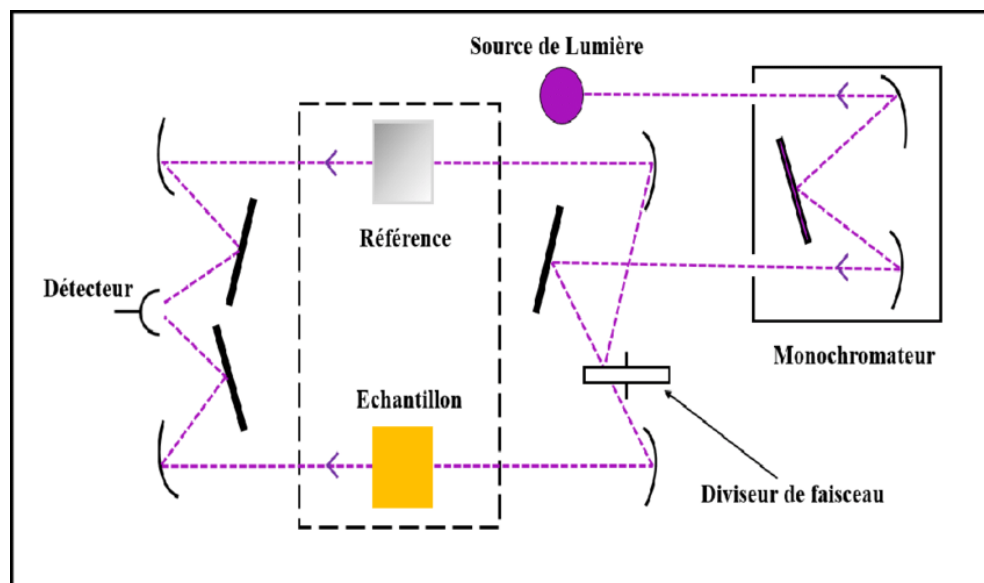 Source de Lumière
Référence
Détecteur
Monochromateur
Echantillon
Diviseur de faisceau